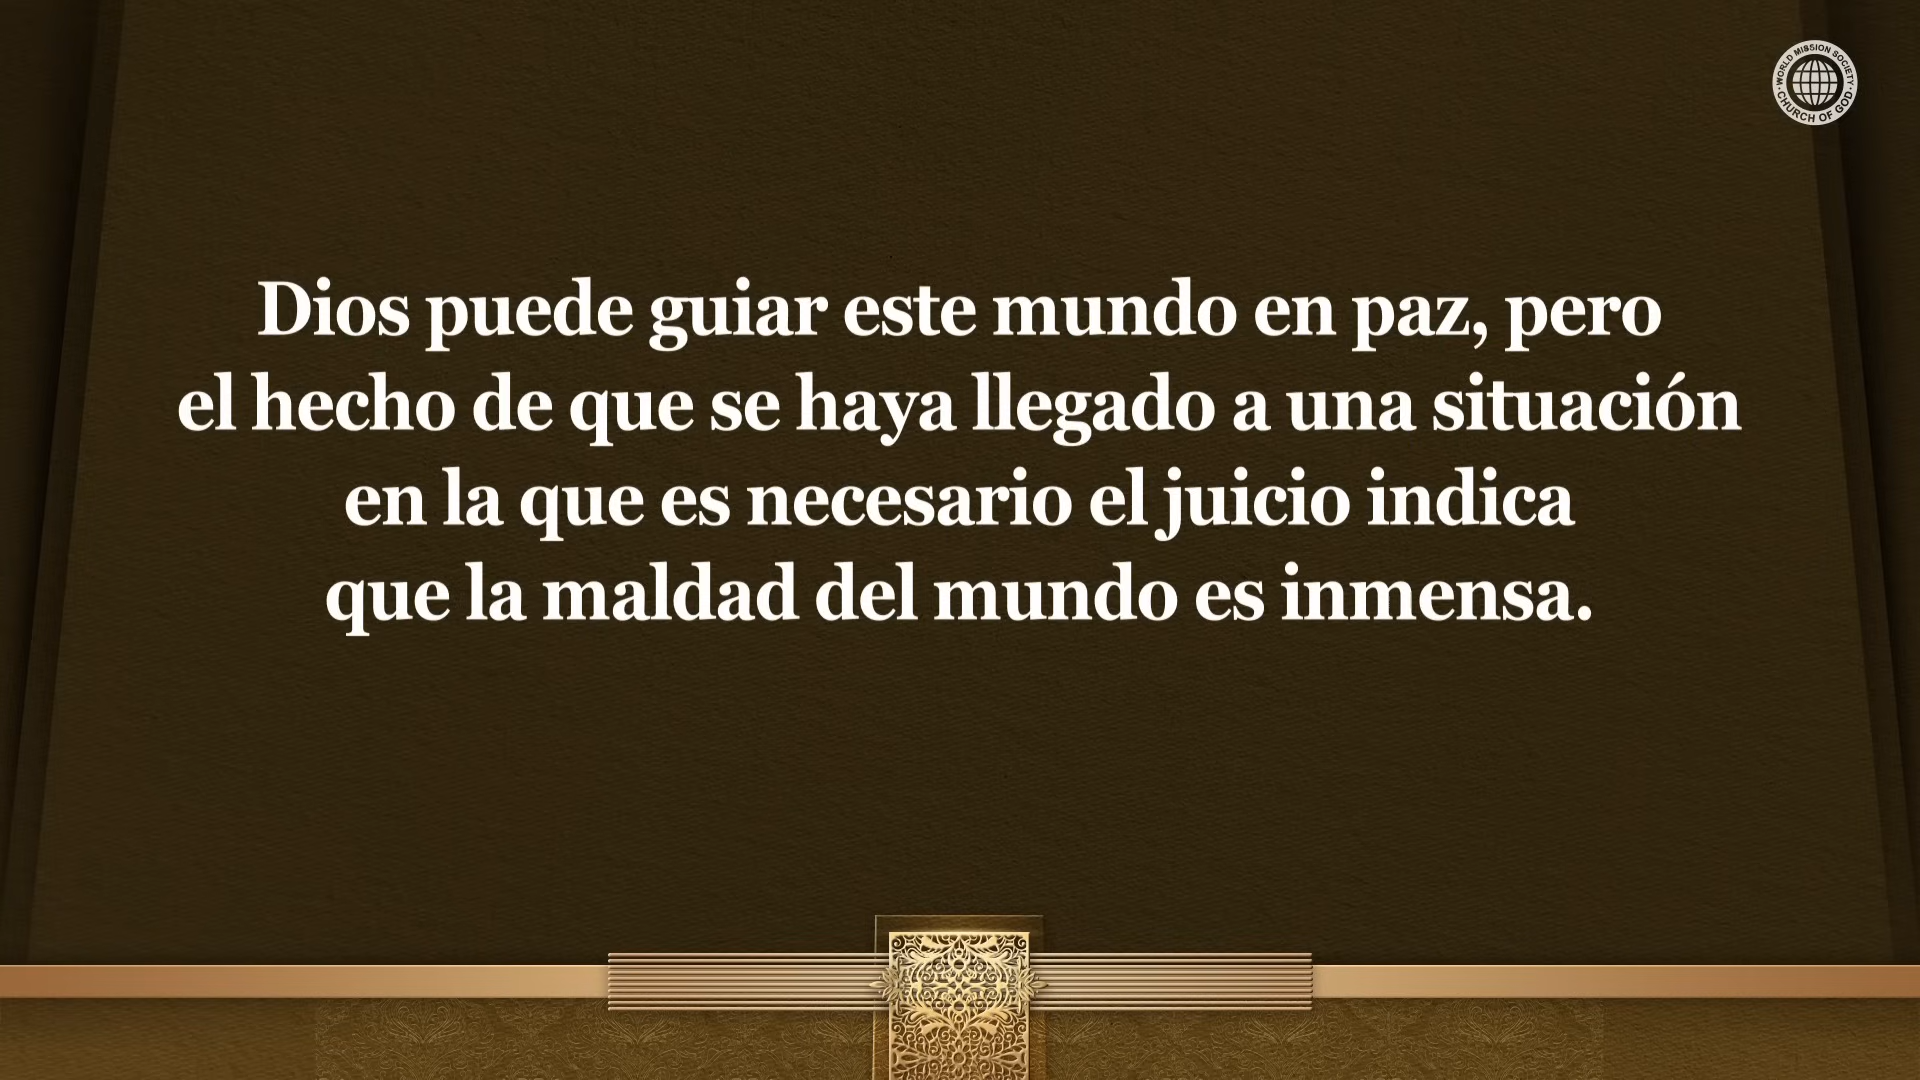 WORLD MISSION SOCIETY
CHURCH OF GOD
Dios puede guiar este mundo en paz, pero
el hecho de que se haya llegado a una situación
en la que es necesario el juicio indica
que la maldad del mundo es inmensa.